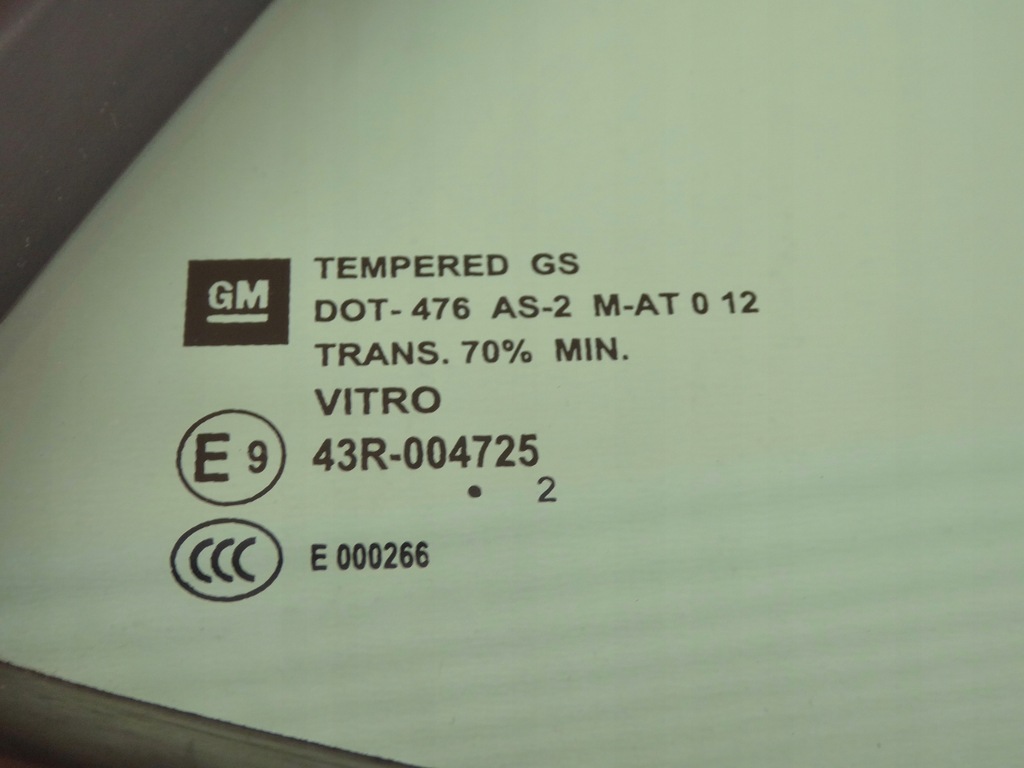 GM
TEMPERED GS
DOT- 476 AS-2 M-AT 0 12
TRANS. 70% MIN.
VITRO
E 9 43R-004725
• 2
CCC E 000266